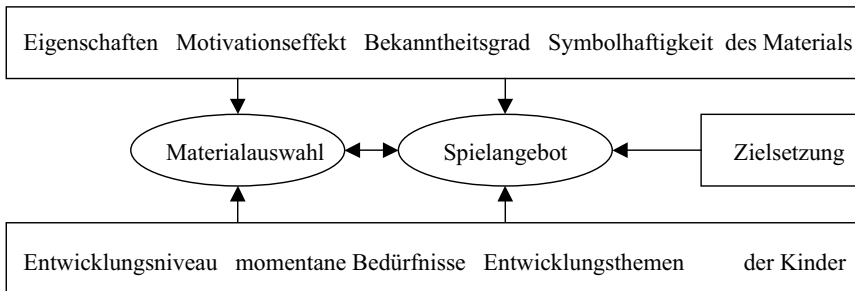 Eigenschaften Motivationseffekt Bekanntheitsgrad Symbolhaftigkeit des Materials
Materialauswahl
Spielangebot
Zielsetzung
Entwicklungsniveau momentane Bedürfnisse Entwicklungsthemen der Kinder